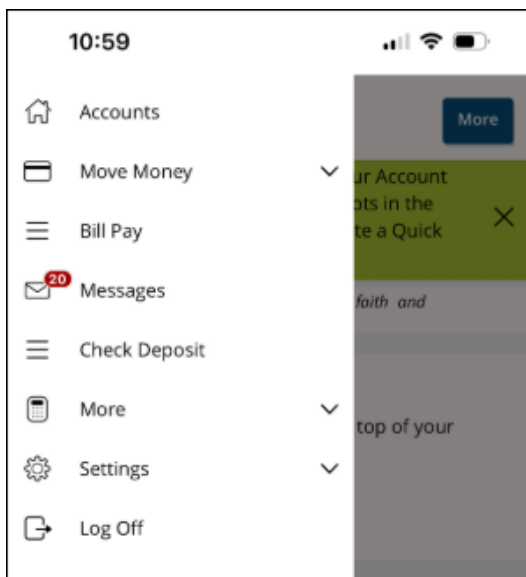 10:59
Accounts
More
Move Money
ur Account
ots in the
te a Quick
Bill Pay
20
Messages
faith and
Check Deposit
More
top of your
Settings
Log Off